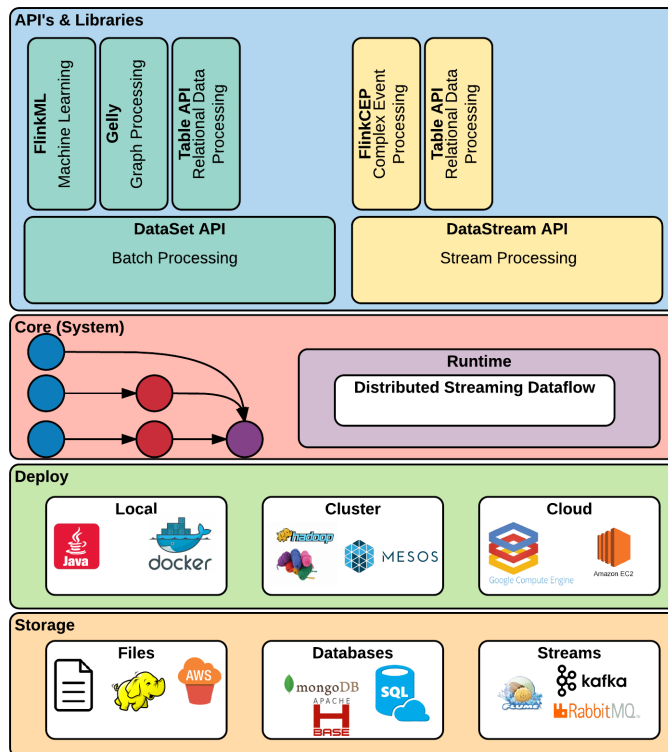 API's & Libraries
FlinkML
Machine Learning
Gelly
Graph Processing
Table API
Relational Data
Processing
FlinkCEP
Complex Event
Processing
Table API
Relational Data
Processing
DataSet API
Batch Processing
DataStream API
Stream Processing
Core (System)
Runtime
Distributed Streaming Dataflow
Deploy
Local
Java
docker
Cluster
hadoop
MESOS
Cloud
Google Compute Engine
Amazon EC2
Storage
Files
AWS
Databases
mongoDB
APACHE
HBASE
SQL
Streams
FLUME
kafka
RabbitMQ